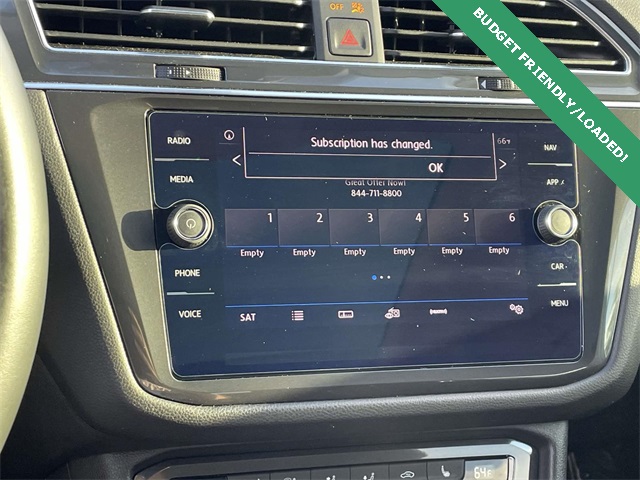 OFF
BUDGET FRIENDLY/LOADED!
RADIO
MEDIA
PHONE
VOICE
Subscription has changed.
OK
<
>
66°F
Great Offer Now!
844-711-8800
1 2 3 4 5 6
Empty Empty Empty Empty Empty Empty
SAT
NAV
APP
CAR
MENU
64°F